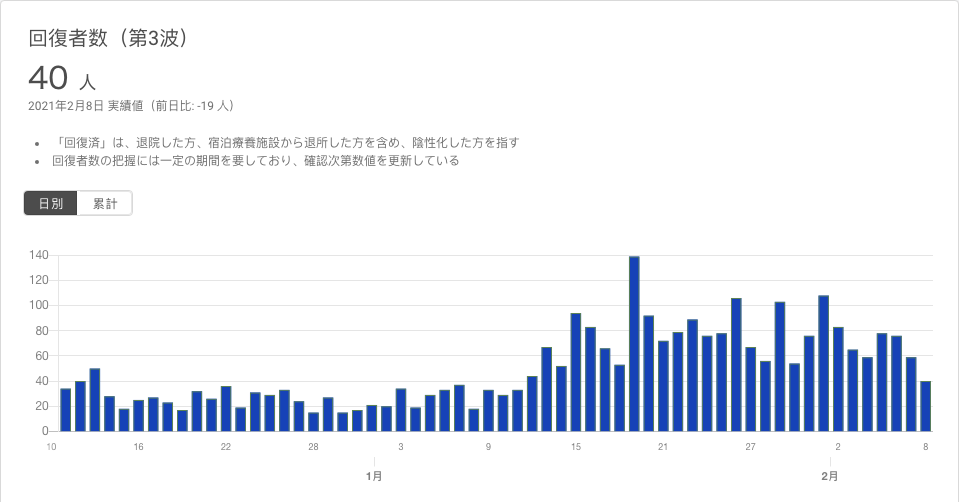 回復者数（第3波）
40 人
2021年2月8日 実績値（前日比: -19 人）
• 「回復済」は、退院した方、宿泊療養施設から退所した方を含め、陰性化した方を指す
• 回復者数の把握には一定の期間を要しており、確認次第数値を更新している
日別 累計
140
120
100
80
60
40
20
0
10 16 22 28 3 9 15 21 27 2 8
1月 2月